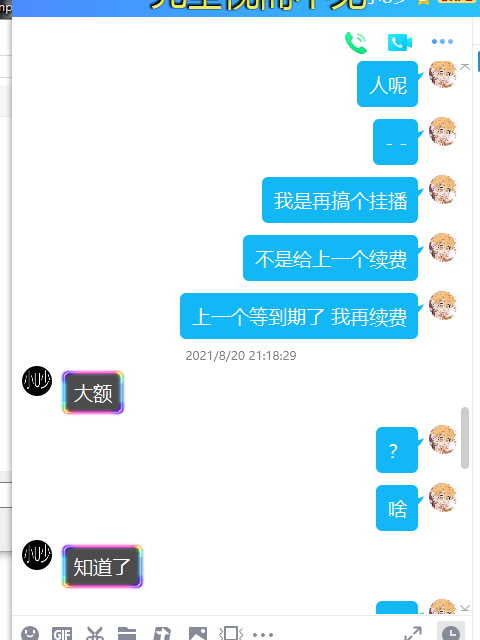 人呢
- -
我是再搞个挂播
不是给上一个续费
上一个等到期了 我再续费
2021/8/20 21:18:29
大额
？
啥
知道了
GIF